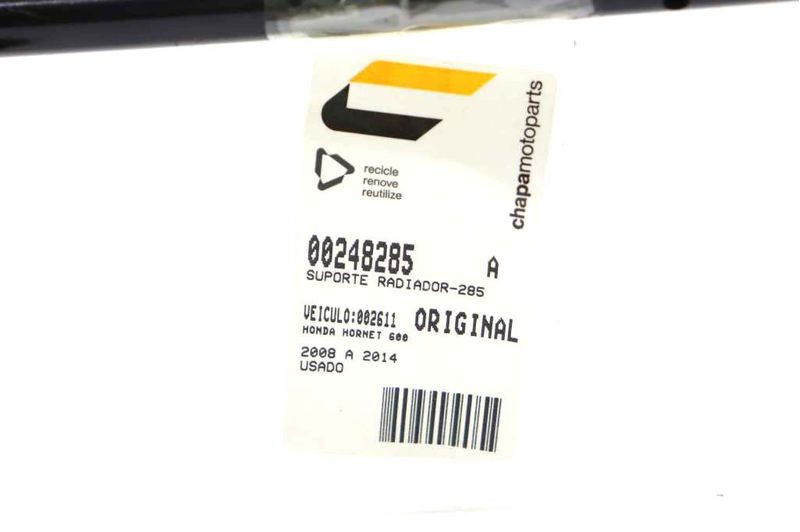 recicle
renove
reutilize
chapamotoparts
00248285 A
SUPORTE RADIADOR-285
VEICULO:002611 ORIGINAL
HONDA HORNET 600
2008 A 2014
USADO